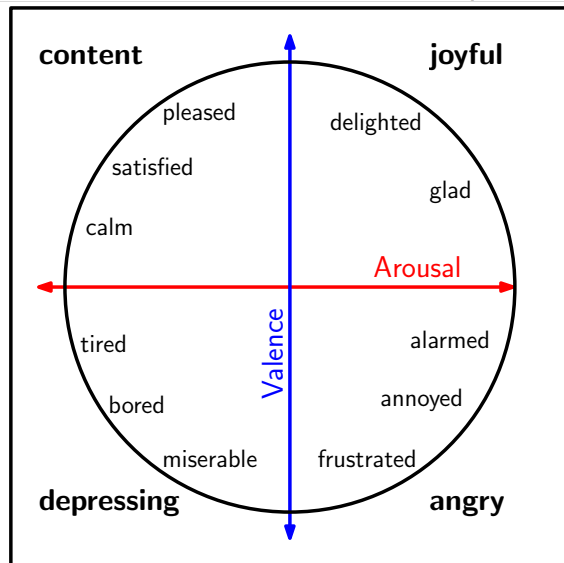 content
joyful
pleased
delighted
satisfied
glad
calm
Arousal
Valence
tired
alarmed
bored
annoyed
miserable
frustrated
depressing
angry